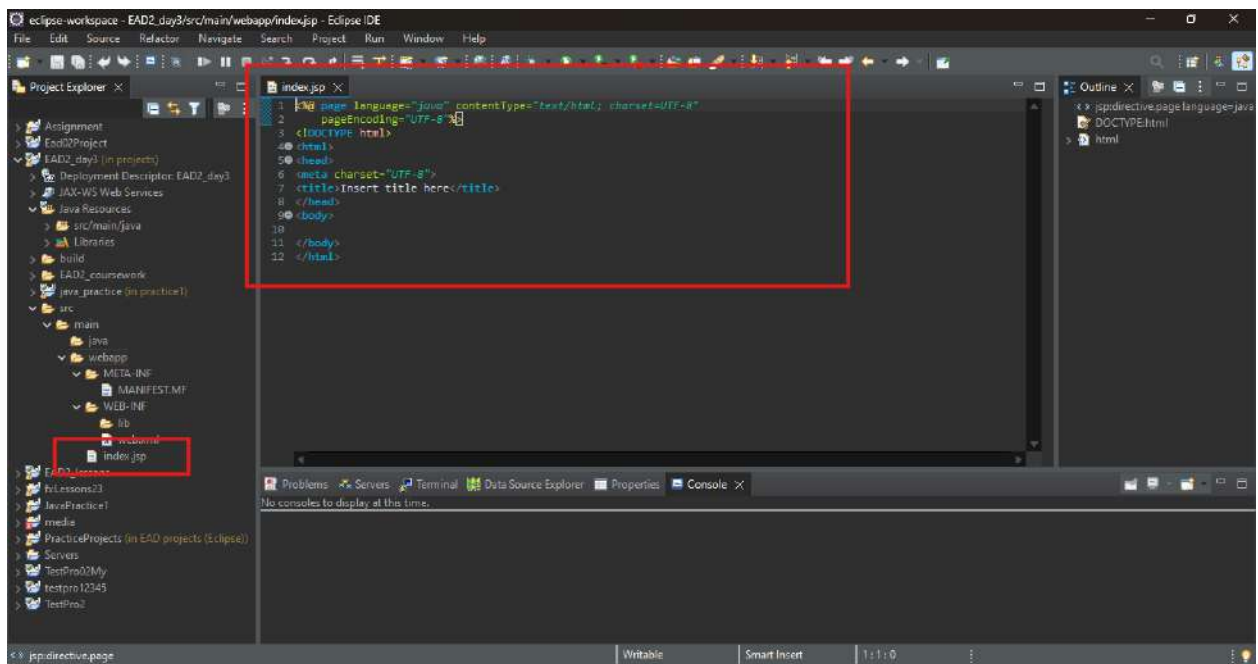 eclipse-workspace - EAD2_day3/src/main/webapp/index.jsp - Eclipse IDE
File Edit Source Refactor Navigate Search Project Run Window Help
Project Explorer
Assignment
Ead02Project
EAD2_day3 (in projects)
Deployment Descriptor: EAD2_day3
JAX-WS Web Services
Java Resources
src/main/java
Libraries
build
EAD2_coursework
java_practice (in practice1)
src
main
java
webapp
META-INF
MANIFEST.MF
WEB-INF
lib
web.xml
index.jsp
fxLessons23
JavaPractice1
media
PracticeProjects (in EAD projects (Eclipse))
Servers
TestPro02My
testpro12345
TestPro2
index.jsp
1 <%@ page language="java" contentType="text/html; charset=UTF-8"
2 pageEncoding="UTF-8"%>
3 <!DOCTYPE html>
4 <html>
5 <head>
6 <meta charset="UTF-8">
7 <title>Insert title here</title>
8 </head>
9 <body>
10
11 </body>
12 </html>
Outline
jsp:directive.page language=java
DOCTYPE:html
html
Problems Servers Terminal Data Source Explorer Properties Console
No consoles to display at this time.
jsp:directive.page Writable Smart Insert 1:1:0